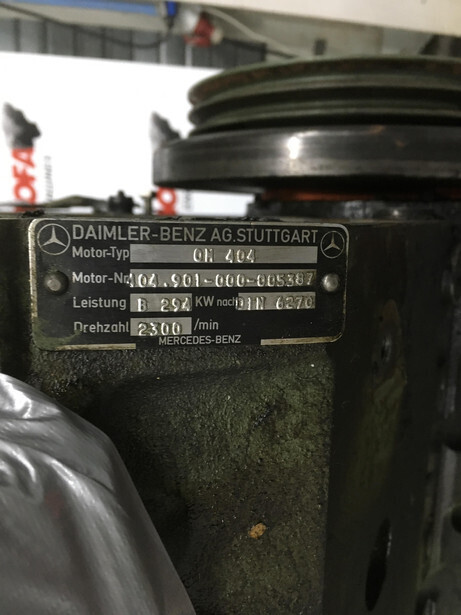 DAIMLER-BENZ AG.STUTTGART
Motor-Typ OM 404
Motor-Nr. 404.901-000-005387
Leistung B 294 KW nach DIN 6270
Drehzahl 2300 /min
MERCEDES-BENZ
OFA